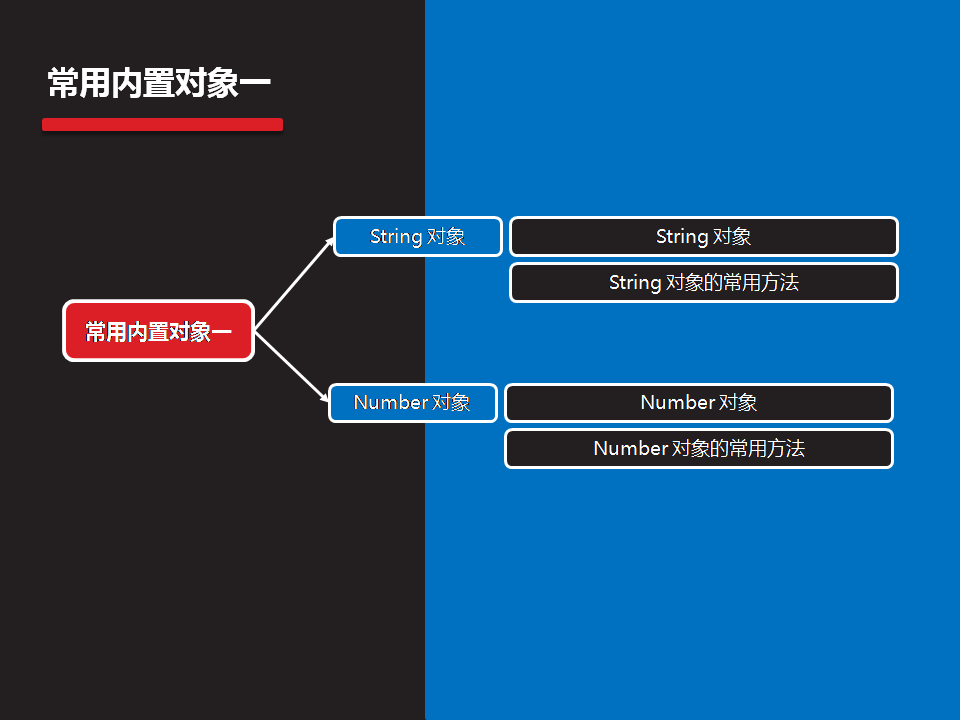 常用内置对象一
String 对象
String 对象
String 对象的常用方法
常用内置对象一
Number 对象
Number 对象
Number 对象的常用方法